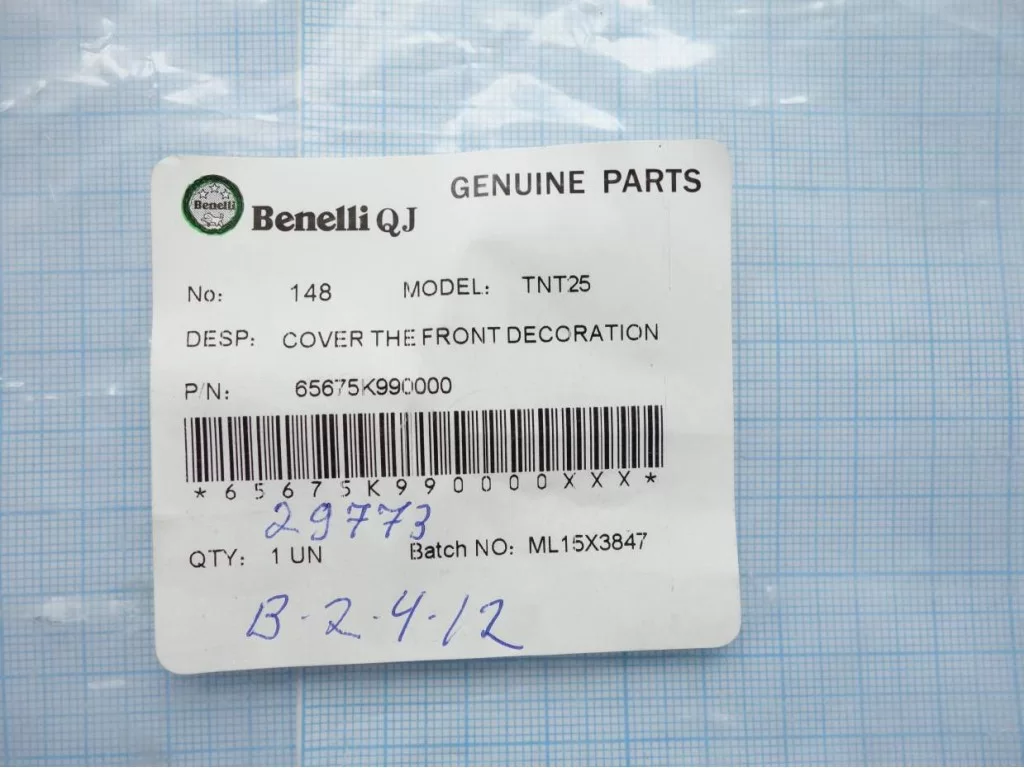 GENUINE PARTS
Benelli
Benelli QJ
No: 148 MODEL: TNT25
DESP: COVER THE FRONT DECORATION
P/N: 65675K990000
*65675K990000XXX*
29773
QTY: 1 UN Batch NO: ML15X3847
B-2-4-12